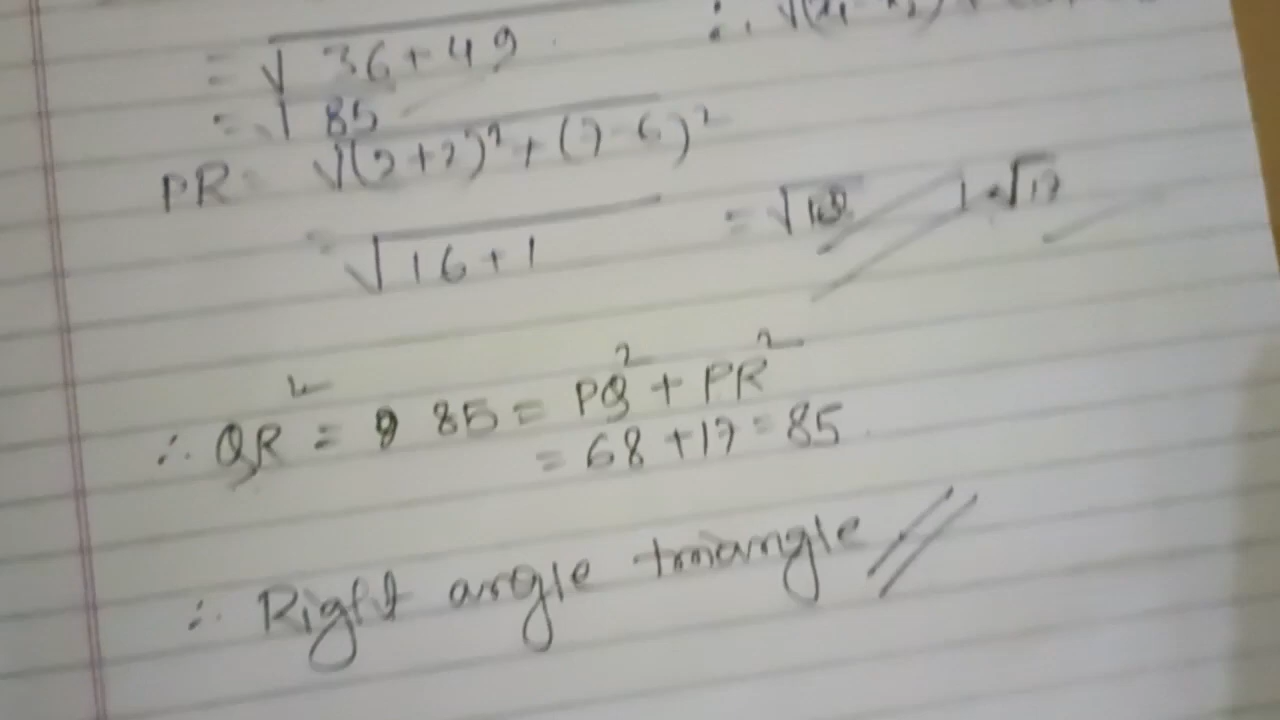 = √36+49
= √85
PR = √(2+2)² + (7-6)²
= √16+1 = √17
∴ QR² = 85 = PQ² + PR²
= 68 + 17 = 85
∴ Right angle triangle